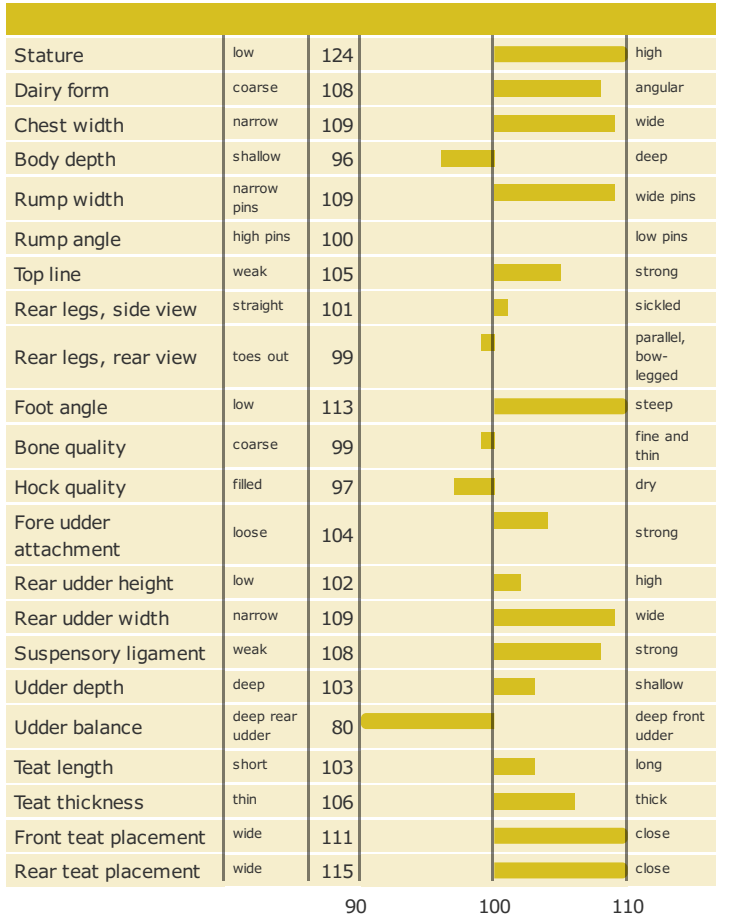 Stature low 124 high
Dairy form coarse 108 angular
Chest width narrow 109 wide
Body depth shallow 96 deep
Rump width narrow pins 109 wide pins
Rump angle high pins 100 low pins
Top line weak 105 strong
Rear legs, side view straight 101 sickled
Rear legs, rear view toes out 99 parallel, bow-legged
Foot angle low 113 steep
Bone quality coarse 99 fine and thin
Hock quality filled 97 dry
Fore udder attachment loose 104 strong
Rear udder height low 102 high
Rear udder width narrow 109 wide
Suspensory ligament weak 108 strong
Udder depth deep 103 shallow
Udder balance deep rear udder 80 deep front udder
Teat length short 103 long
Teat thickness thin 106 thick
Front teat placement wide 111 close
Rear teat placement wide 115 close
90 100 110